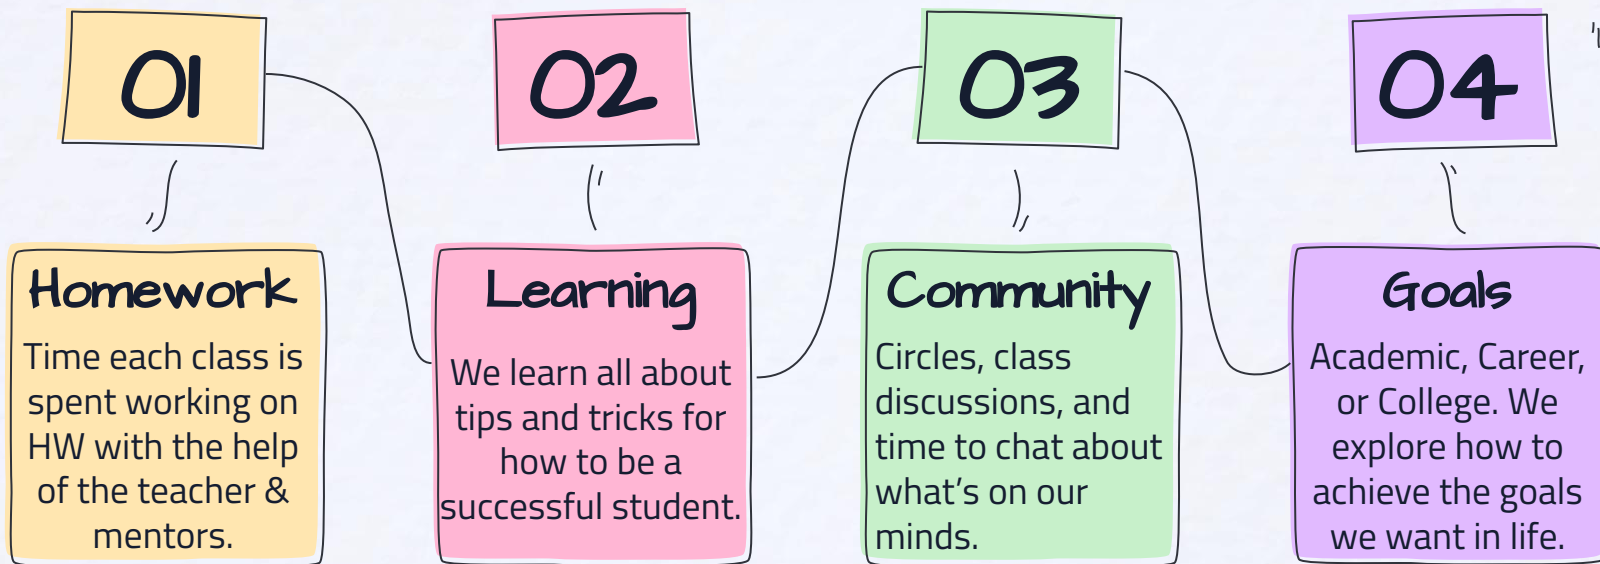 01
02
03
04
Homework
Time each class is
spent working on
HW with the help
of the teacher &
mentors.
Learning
We learn all about
tips and tricks for
how to be a
successful student.
Community
Circles, class
discussions, and
time to chat about
what's on our
minds.
Goals
Academic, Career,
or College. We
explore how to
achieve the goals
we want in life.